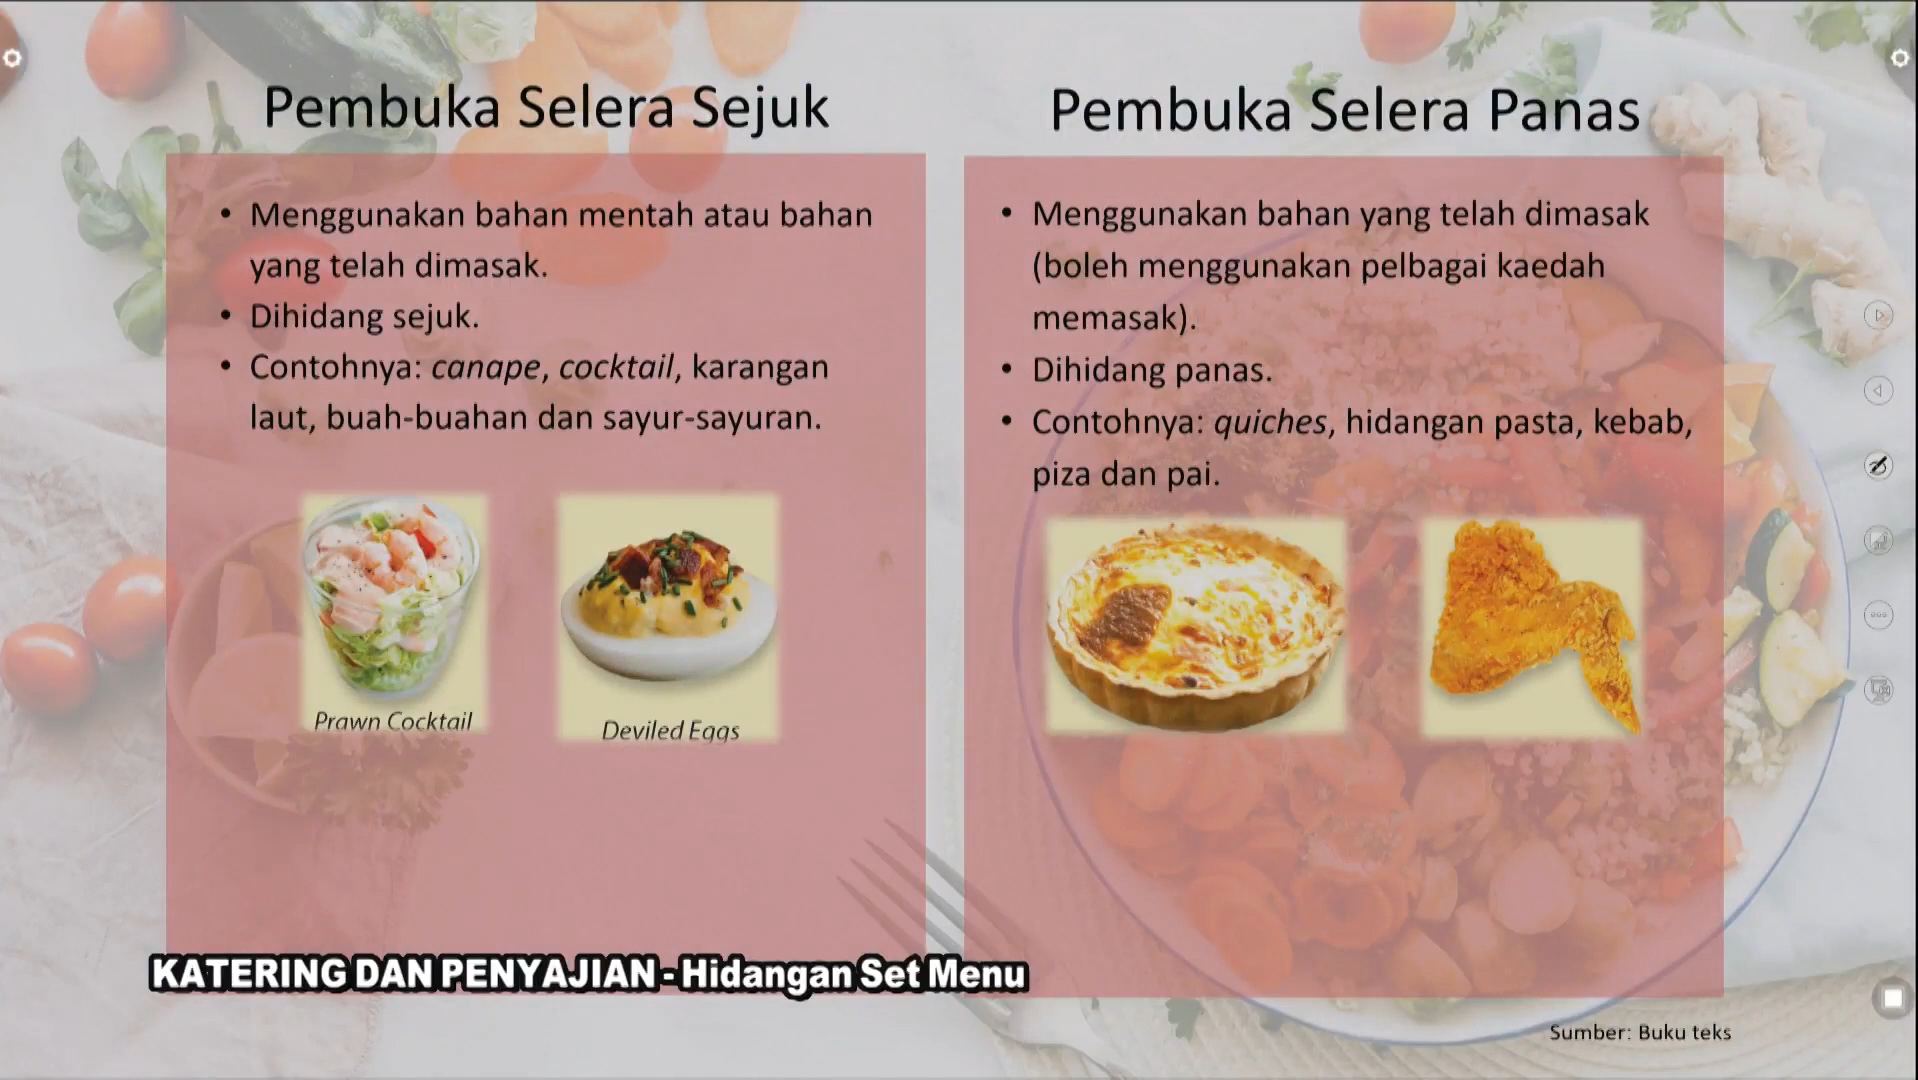 Pembuka Selera Sejuk
• Menggunakan bahan mentah atau bahan
yang telah dimasak.
• Dihidang sejuk.
• Contohnya: canape, cocktail, karangan
laut, buah-buahan dan sayur-sayuran.
Prawn Cocktail
Deviled Eggs
Pembuka Selera Panas
• Menggunakan bahan yang telah dimasak
(boleh menggunakan pelbagai kaedah
memasak).
• Dihidang panas.
• Contohnya: quiches, hidangan pasta, kebab,
piza dan pai.
KATERING DAN PENYAJIAN - Hidangan Set Menu
Sumber: Buku teks